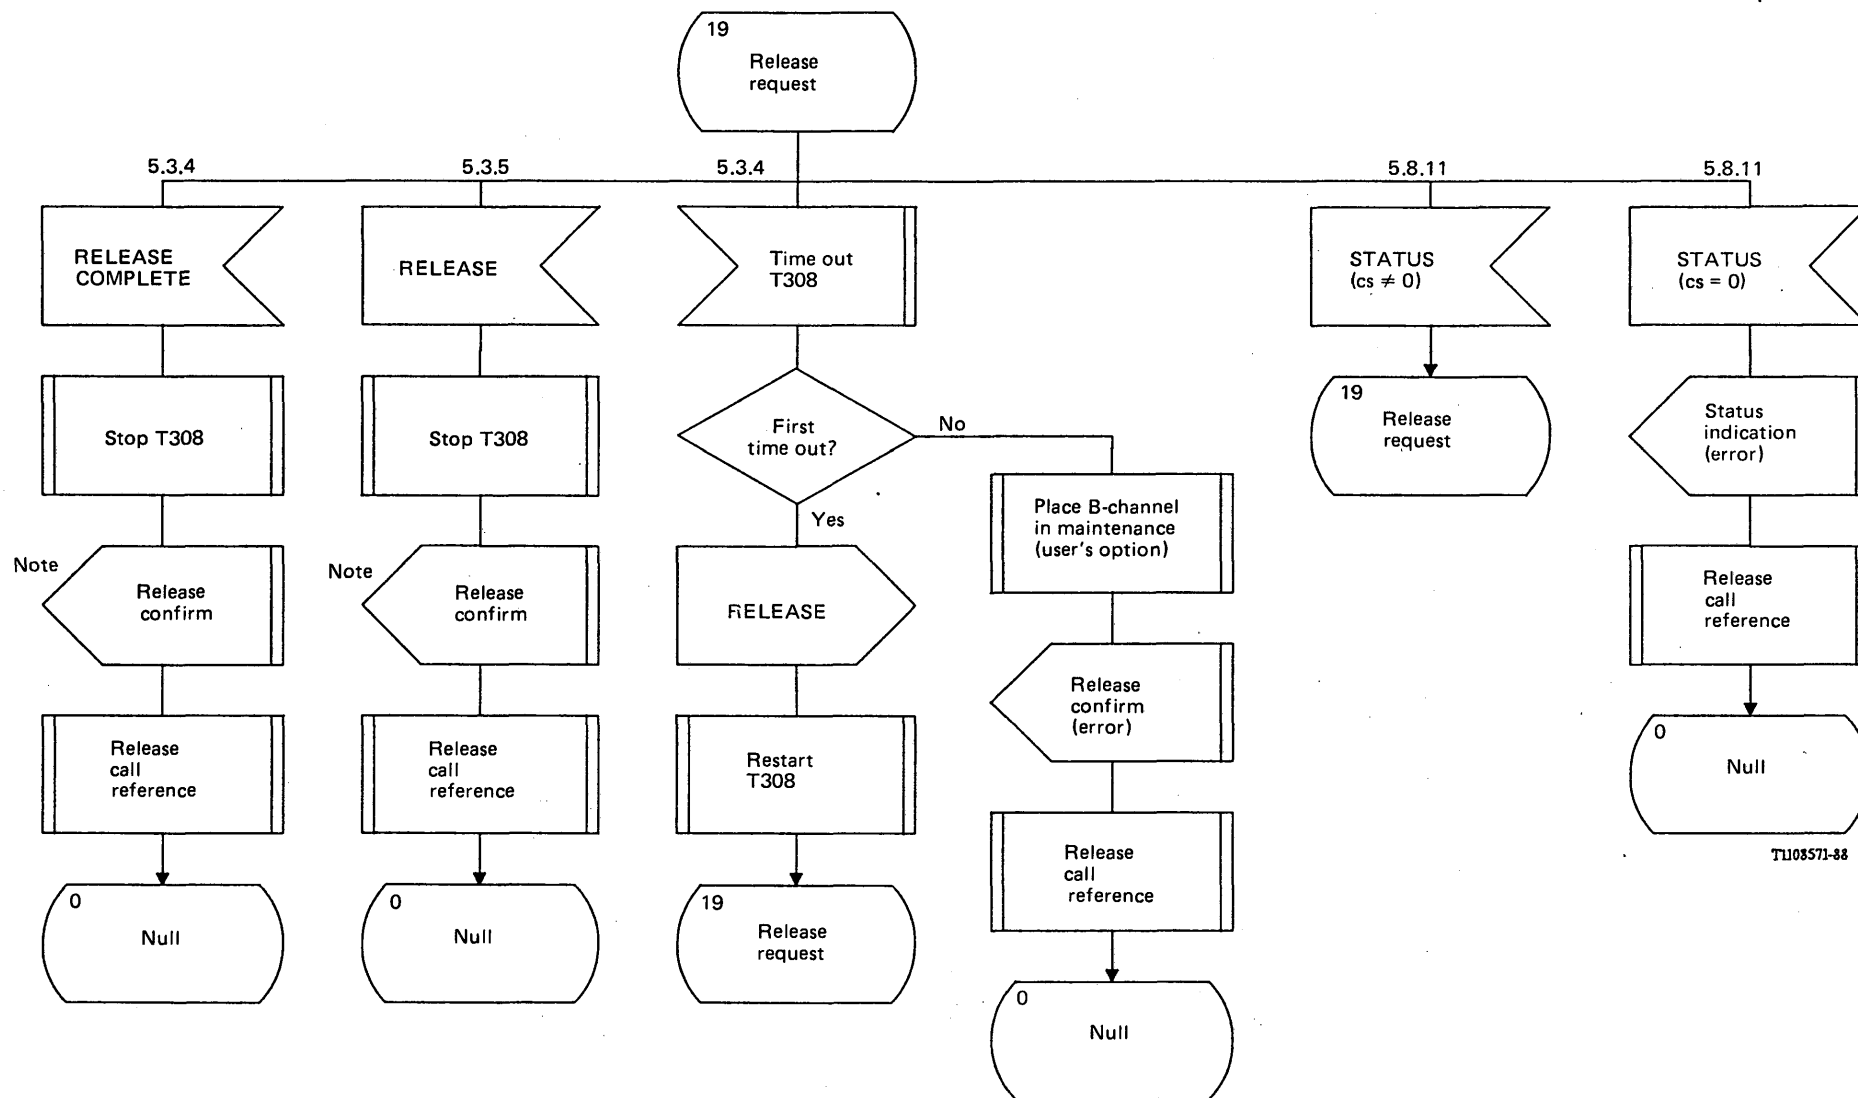 19
Release
request
5.3.4
5.3.5
5.3.4
5.8.11
5.8.11
RELEASE
COMPLETE
RELEASE
Time out
T308
STATUS
(cs ≠ 0)
STATUS
(cs = 0)
Stop T308
Stop T308
First
time out?
No
Yes
19
Release
request
Status
indication
(error)
Place B-channel
in maintenance
(user's option)
Note
Release
confirm
Note
Release
confirm
RELEASE
Release
call
reference
Release
confirm
(error)
Release
call
reference
Release
call
reference
Restart
T308
0
Null
T1108571-88
Release
call
reference
0
Null
0
Null
19
Release
request
0
Null